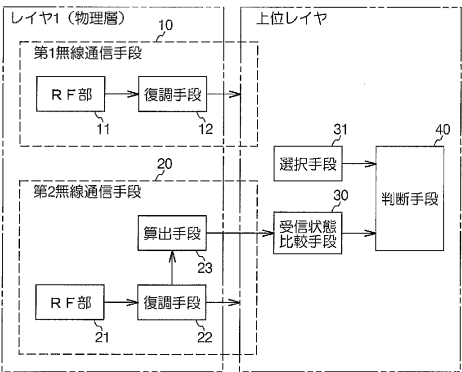 レイヤ1(物理層)
上位レイヤ
10
第1無線通信手段
RF部
復調手段
11
12
31
40
選択手段
判断手段
20
第2無線通信手段
30
算出手段
受信状態
比較手段
23
RF部
復調手段
21
22